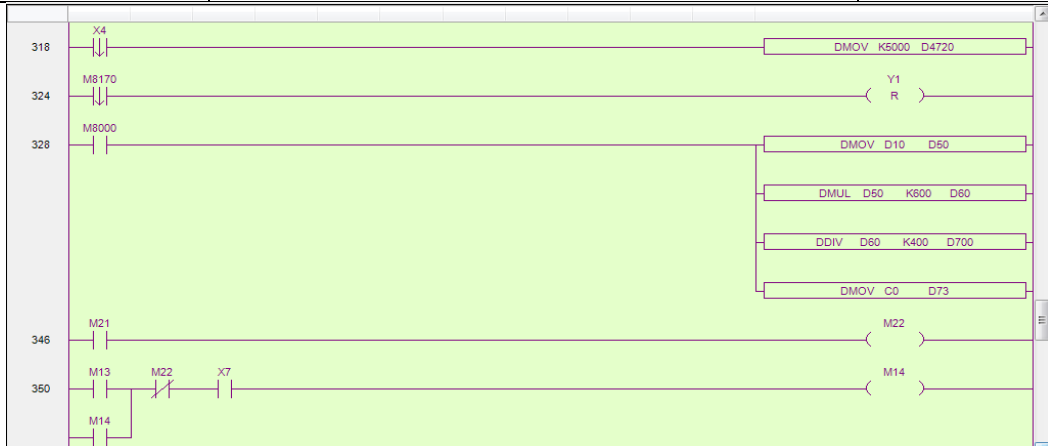 X4
318 DMOV K5000 D4720
M8170 Y1
324 R
M8000
328 DMOV D10 D50
DMUL D50 K600 D60
DDIV D60 K400 D700
DMOV C0 D73
M21 M22
346
M13 M22 X7 M14
350
M14